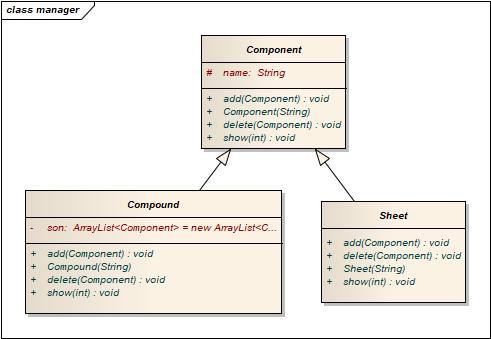 class manager
Component
# name: String
+ add(Component) : void
+ Component(String)
+ delete(Component) : void
+ show(int) : void
Compound
- son: ArrayList<Component> = new ArrayList<C...
+ add(Component) : void
+ Compound(String)
+ delete(Component) : void
+ show(int) : void
Sheet
+ add(Component) : void
+ delete(Component) : void
+ Sheet(String)
+ show(int) : void